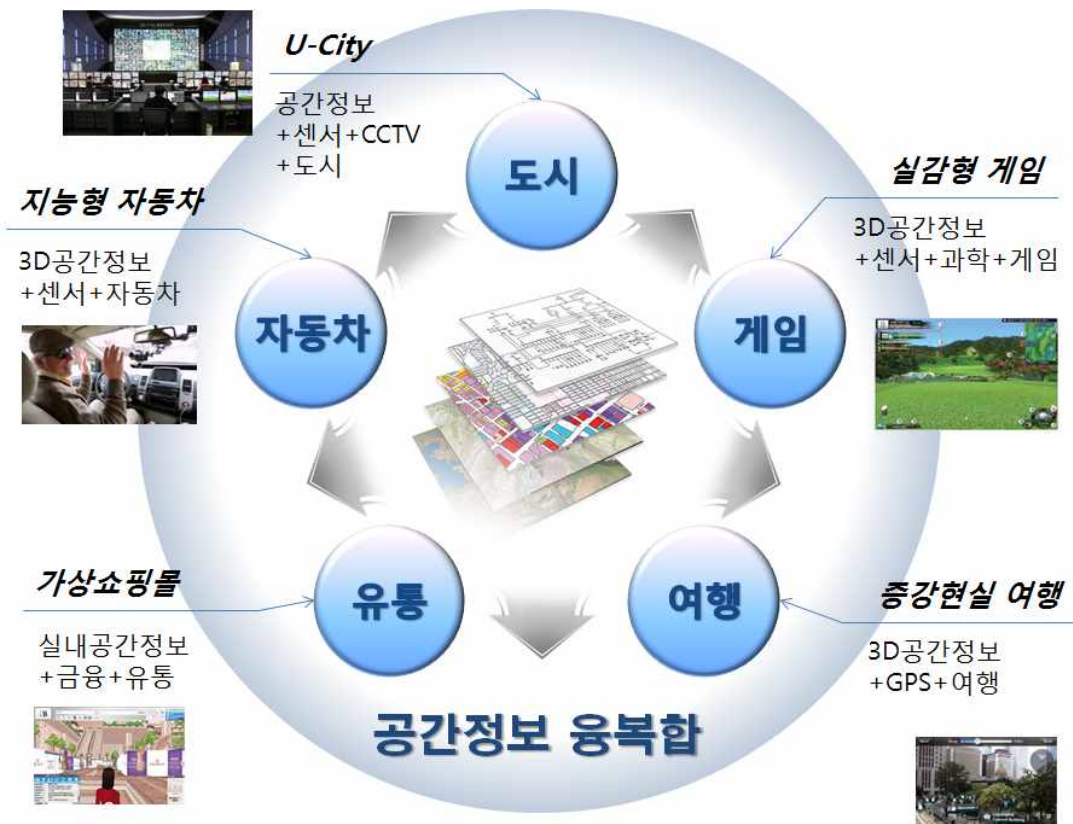 U-City
공간정보
+센서+CCTV
+도시
도시
지능형 자동차
3D공간정보
+센서+자동차
자동차
실감형 게임
3D공간정보
+센서+과학+게임
게임
가상쇼핑몰
실내공간정보
+금융+유통
유통
증강현실 여행
3D공간정보
+GPS+여행
여행
공간정보 융복합